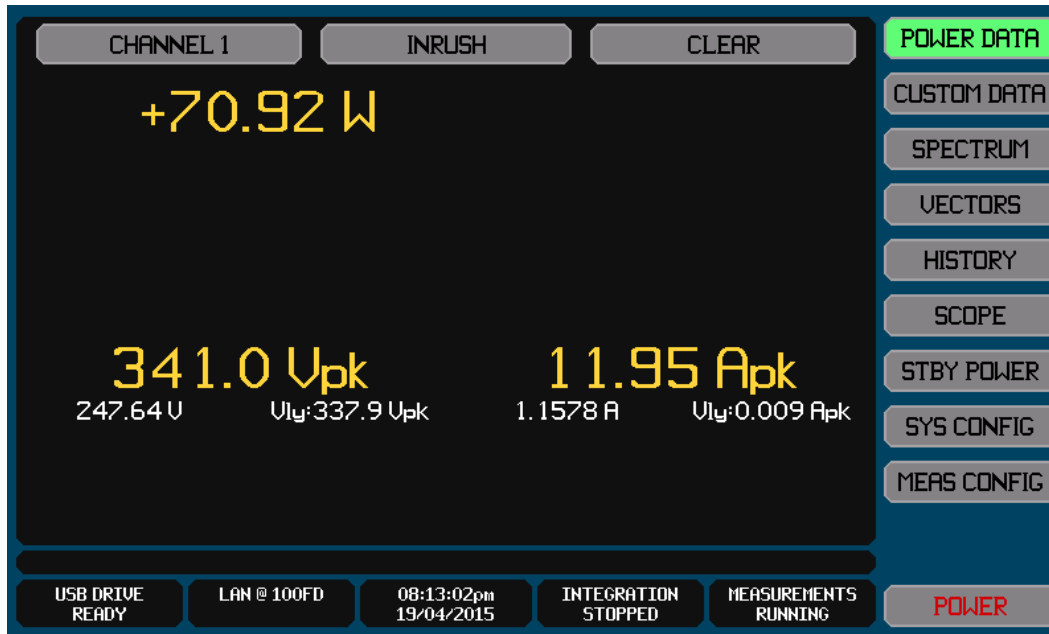 CHANNEL 1 INRUSH CLEAR
+70.92 W
341.0 Vpk 11.95 Apk
247.64 V Vly:337.9 Vpk 1.1578 A Vly:0.009 Apk
USB DRIVE
READY
LAN @ 100FD
08:13:02pm
19/04/2015
INTEGRATION
STOPPED
MEASUREMENTS
RUNNING
POWER DATA
CUSTOM DATA
SPECTRUM
VECTORS
HISTORY
SCOPE
STBY POWER
SYS CONFIG
MEAS CONFIG
POWER